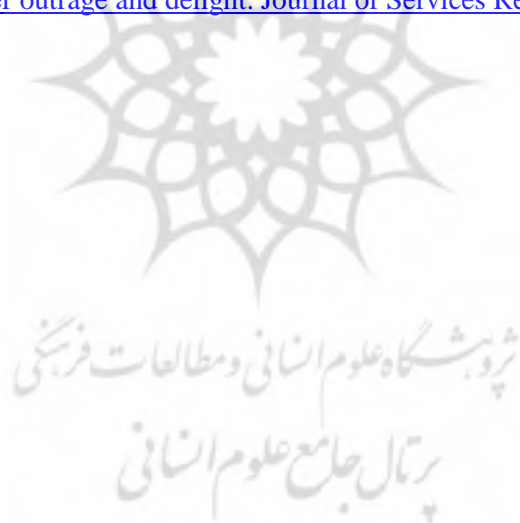 r outrage and delight. Journal of Services Re
پژوهشگاه علوم انسانی و مطالعات فرهنگی
پرتال جامع علوم انسانی